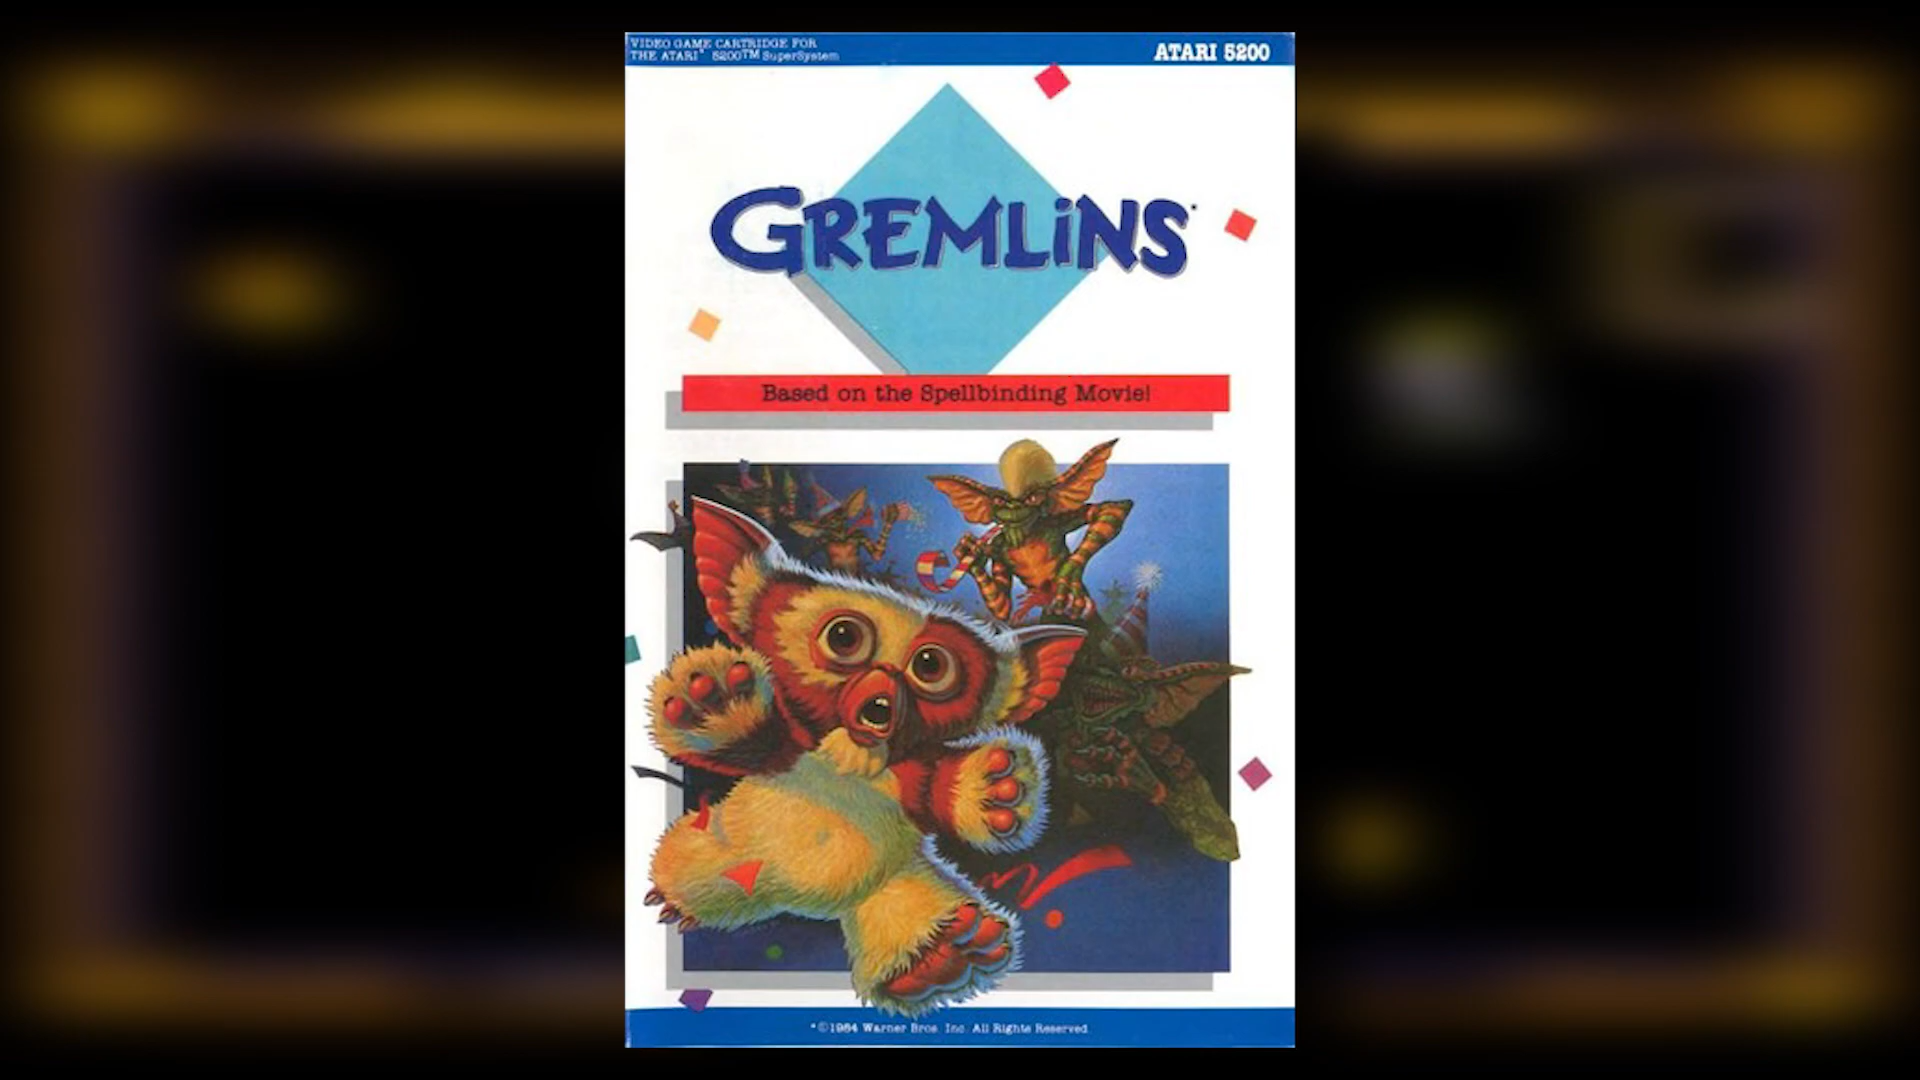 VIDEO GAME CARTRIDGE FOR
THE ATARI® 5200™ SuperSystem
ATARI 5200
GREMLiNS*
Based on the Spellbinding Movie!
*©1984 Warner Bros. Inc. All Rights Reserved